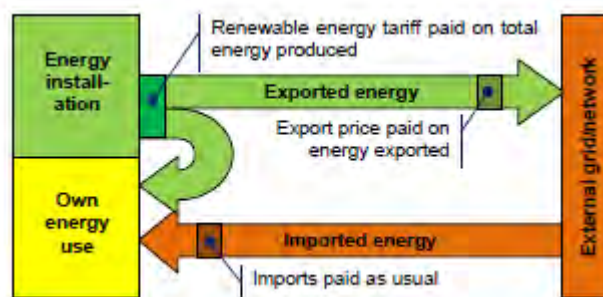 Renewable energy tariff paid on total
energy produced
Energy
install-
ation
Exported energy
Export price paid on
energy exported
External grid/network
Own
energy
use
Imported energy
Imports paid as usual